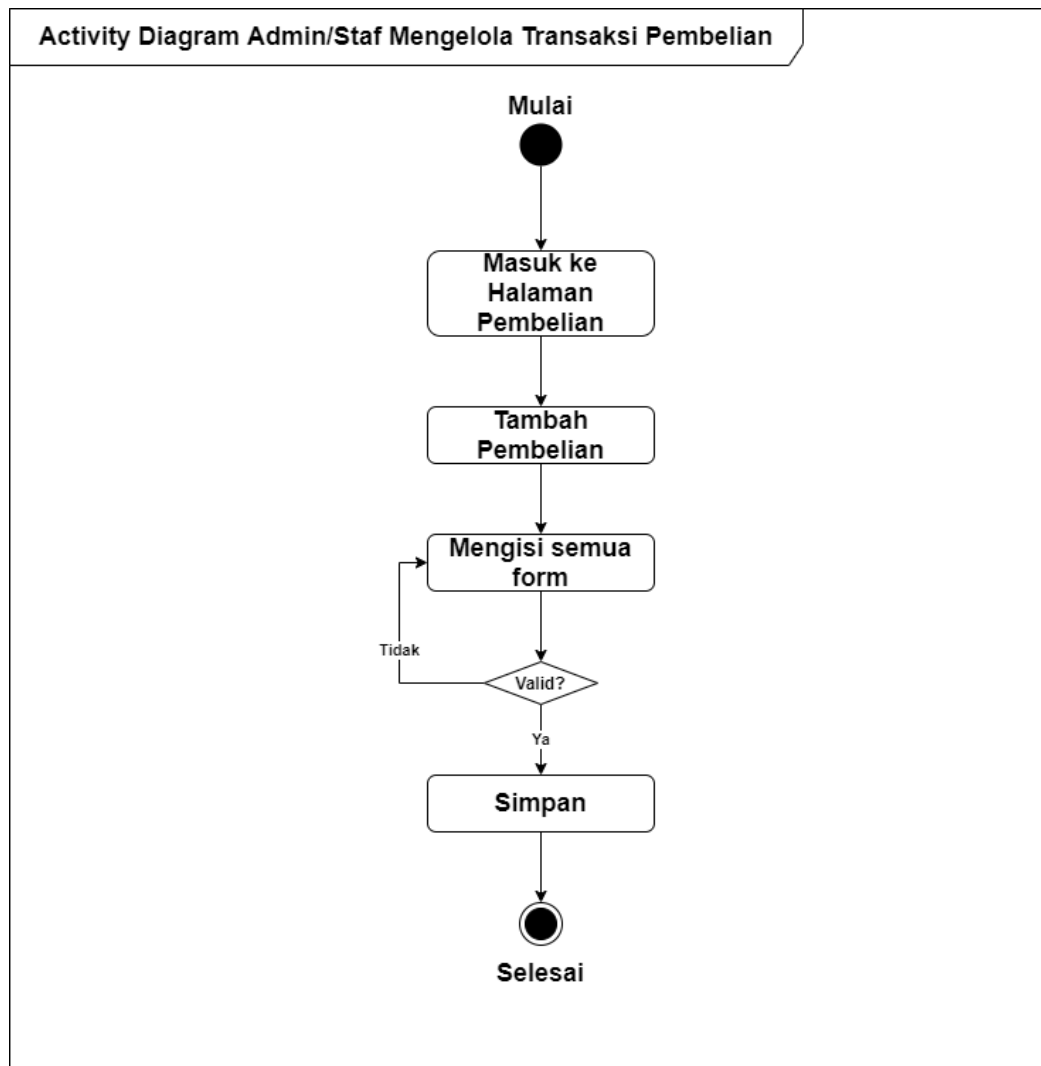 Activity Diagram Admin/Staf Mengelola Transaksi Pembelian
Mulai
Masuk ke
Halaman
Pembelian
Tambah
Pembelian
Mengisi semua
form
Tidak
Valid?
Ya
Simpan
Selesai